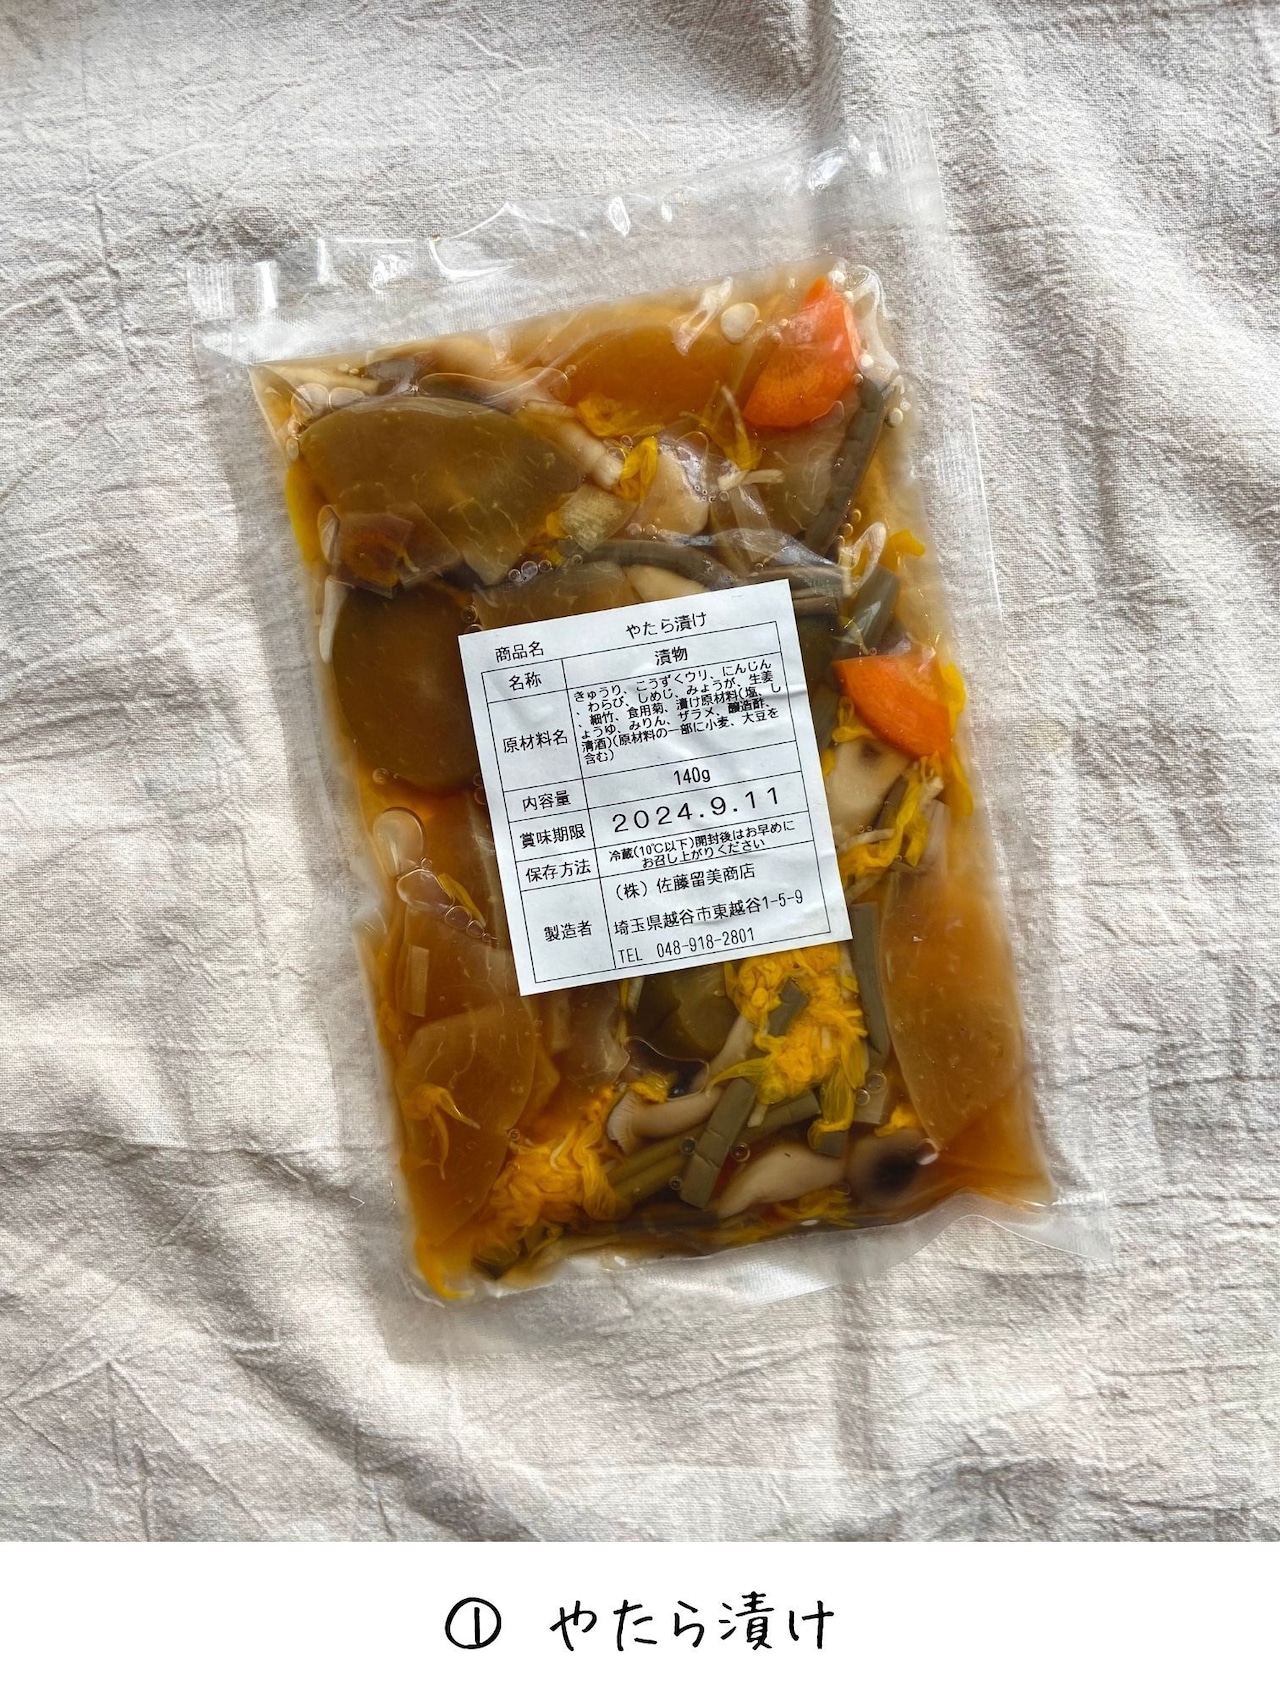 商品名 やたら漬け
名称 漬物
原材料名 きゅうり、こうずくウリ、にんじん
、わらび、しめじ、みょうが、生姜
、細竹、食用菊、漬け原材料(塩、し
ょうゆ、みりん、ザラメ、醸造酢、
清酒)(原材料の一部に小麦、大豆を
含む)
内容量 140g
賞味期限 2024.9.11
保存方法 冷蔵(10℃以下)開封後はお早めに
お召し上がりください
製造者 (株) 佐藤留美商店
埼玉県越谷市東越谷1-5-9
TEL 048-918-2801
① やたら漬け